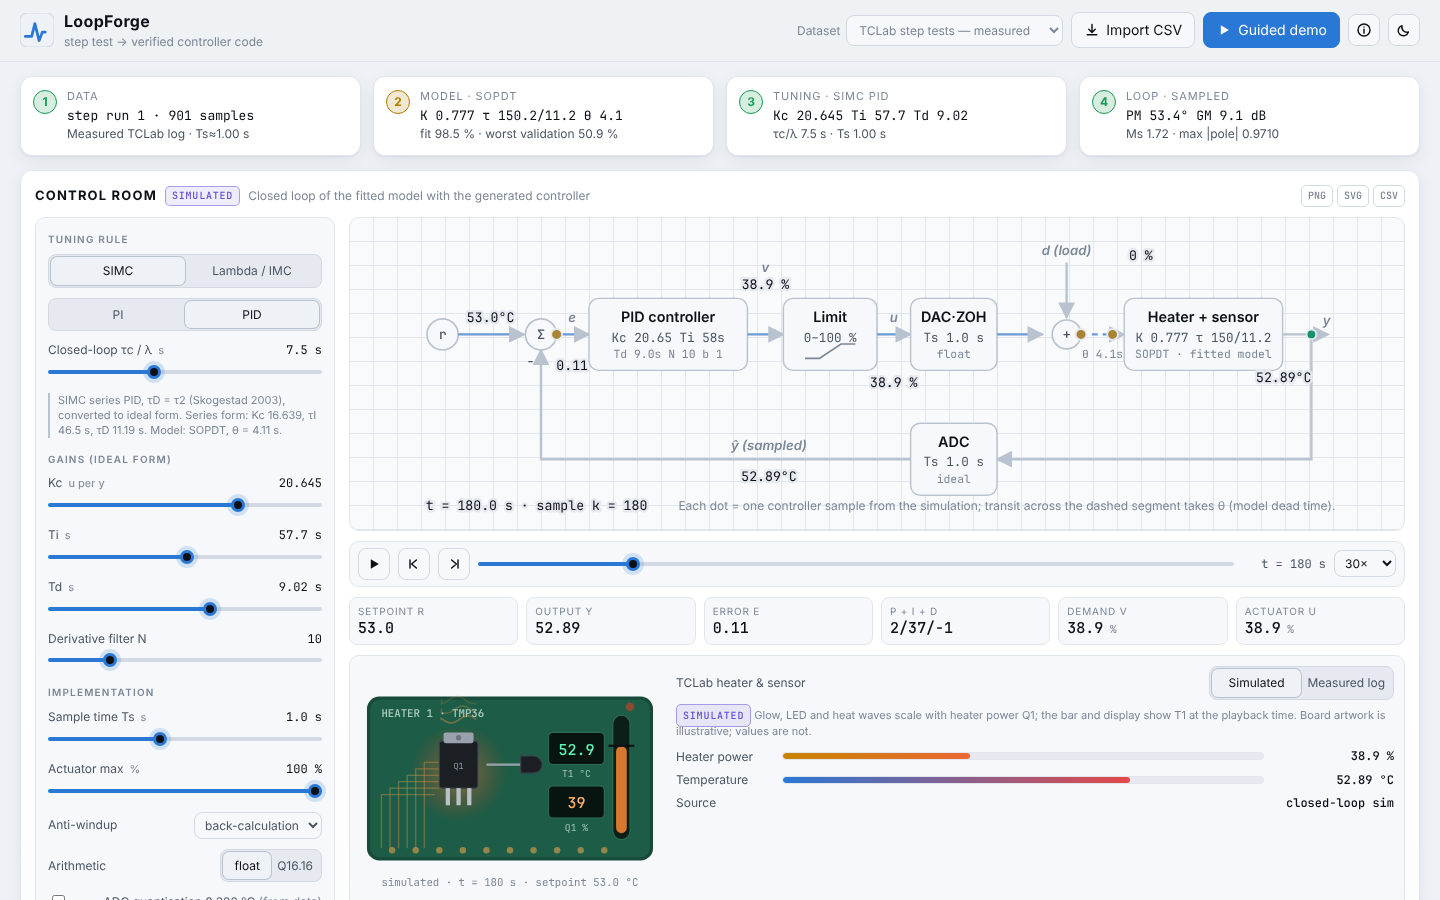 LoopForge
step test → verified controller code
Dataset
TCLab step tests — measured
Import CSV
Guided demo
1
DATA
step run 1 · 901 samples
Measured TCLab log · Ts≈1.00 s
2
MODEL · SOPDT
K 0.777 τ 150.2/11.2 θ 4.1
fit 98.5 % · worst validation 50.9 %
3
TUNING · SIMC PID
Kc 20.645 Ti 57.7 Td 9.02
τc/λ 7.5 s · Ts 1.00 s
4
LOOP · SAMPLED
PM 53.4° GM 9.1 dB
Ms 1.72 · max |pole| 0.9710
CONTROL ROOM
SIMULATED
Closed loop of the fitted model with the generated controller
PNG
SVG
CSV
TUNING RULE
SIMC
Lambda / IMC
PI
PID
Closed-loop τc / λ s
7.5 s
SIMC series PID, τD = τ2 (Skogestad 2003),
converted to ideal form. Series form: Kc 16.639, τI
46.5 s, τD 11.19 s. Model: SOPDT, θ = 4.11 s.
GAINS (IDEAL FORM)
Kc u per y
20.645
Ti s
57.7 s
Td s
9.02 s
Derivative filter N
10
IMPLEMENTATION
Sample time Ts s
1.0 s
Actuator max %
100 %
Anti-windup
back-calculation
Arithmetic
float
Q16.16
d (load)
0 %
v
38.9 %
r
53.0°C
Σ
-
e
0.11
PID controller
Kc 20.65 Ti 58s
Td 9.0s N 10 b 1
Limit
0–100 %
u
38.9 %
DAC·ZOH
Ts 1.0 s
float
+
θ 4.1s
Heater + sensor
K 0.777 τ 150/11.2
SOPDT · fitted model
y
52.89°C
ADC
Ts 1.0 s
ideal
ŷ (sampled)
52.89°C
t = 180.0 s · sample k = 180
Each dot = one controller sample from the simulation; transit across the dashed segment takes θ (model dead time).
t = 180 s
30×
SETPOINT R
53.0
OUTPUT Y
52.89
ERROR E
0.11
P + I + D
2/37/-1
DEMAND V
38.9 %
ACTUATOR U
38.9 %
HEATER 1 · TMP36
Q1
52.9
T1 °C
39
Q1 %
simulated · t = 180 s · setpoint 53.0 °C
TCLab heater & sensor
Simulated
Measured log
SIMULATED Glow, LED and heat waves scale with heater power Q1; the bar and display show T1 at the playback time. Board artwork is
illustrative; values are not.
Heater power
38.9 %
Temperature
52.89 °C
Source
closed-loop sim